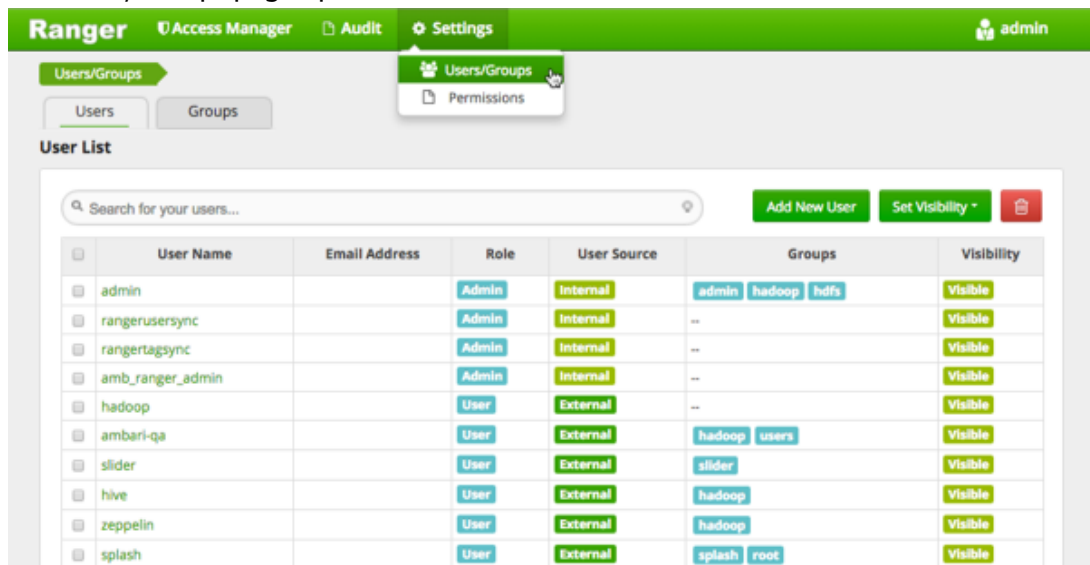 Ranger Access Manager Audit Settings admin
Users/Groups
Users/Groups
Permissions
Users Groups
User List
Search for your users...
Add New User Set Visibility
User Name Email Address Role User Source Groups Visibility
admin Admin Internal admin hadoop hdfs Visible
rangerusersync Admin Internal -- Visible
rangertagsync Admin Internal -- Visible
amb_ranger_admin Admin Internal -- Visible
hadoop User External -- Visible
ambari-qa User External hadoop users Visible
slider User External slider Visible
hive User External hadoop Visible
zeppelin User External hadoop Visible
splash User External splash root Visible